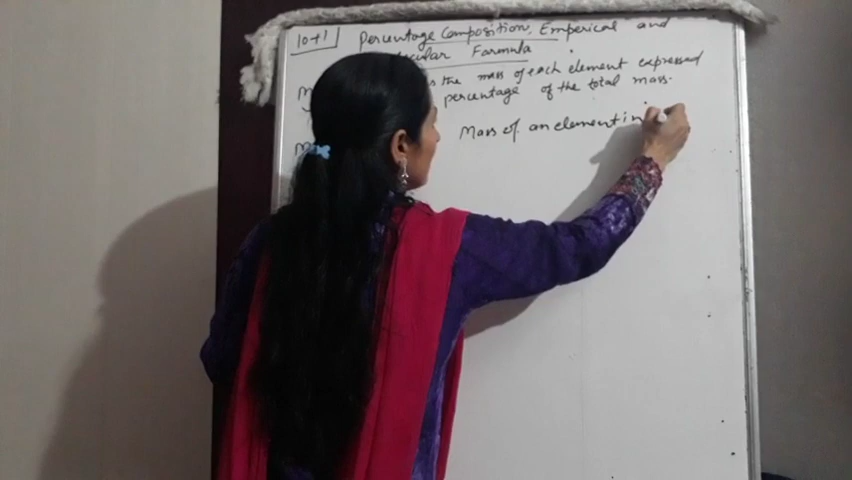 10+1 Percentage Composition, Emperical and
cular Formula
the mass of each element expressed
percentage of the total mass.
Mass of an element in